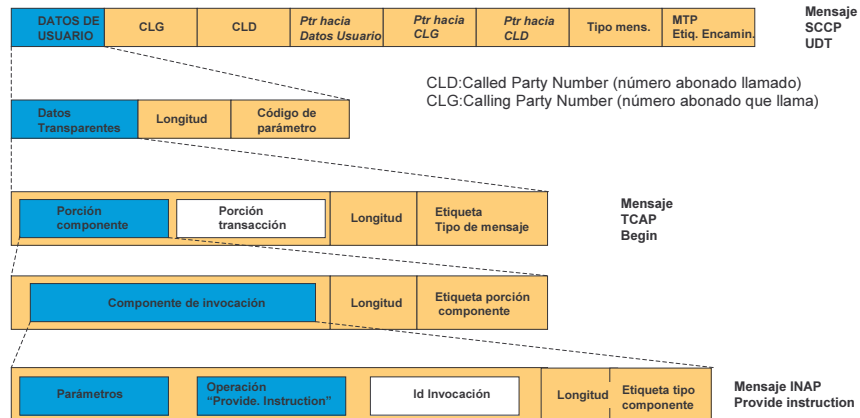 DATOS DE
USUARIO
CLG
CLD
Ptr hacia
Datos Usuario
Ptr hacia
CLG
Ptr hacia
CLD
Tipo mens.
MTP
Etiq. Encamin.
Mensaje
SCCP
UDT
CLD:Called Party Number (número abonado llamado)
CLG:Calling Party Number (número abonado que llama)
Datos
Transparentes
Longitud
Código de
parámetro
Porción
componente
Porción
transacción
Longitud
Etiqueta
Tipo de mensaje
Mensaje
TCAP
Begin
Componente de invocación
Longitud
Etiqueta porción
componente
Parámetros
Operación
“Provide. Instruction”
Id Invocación
Longitud
Etiqueta tipo
componente
Mensaje INAP
Provide instruction